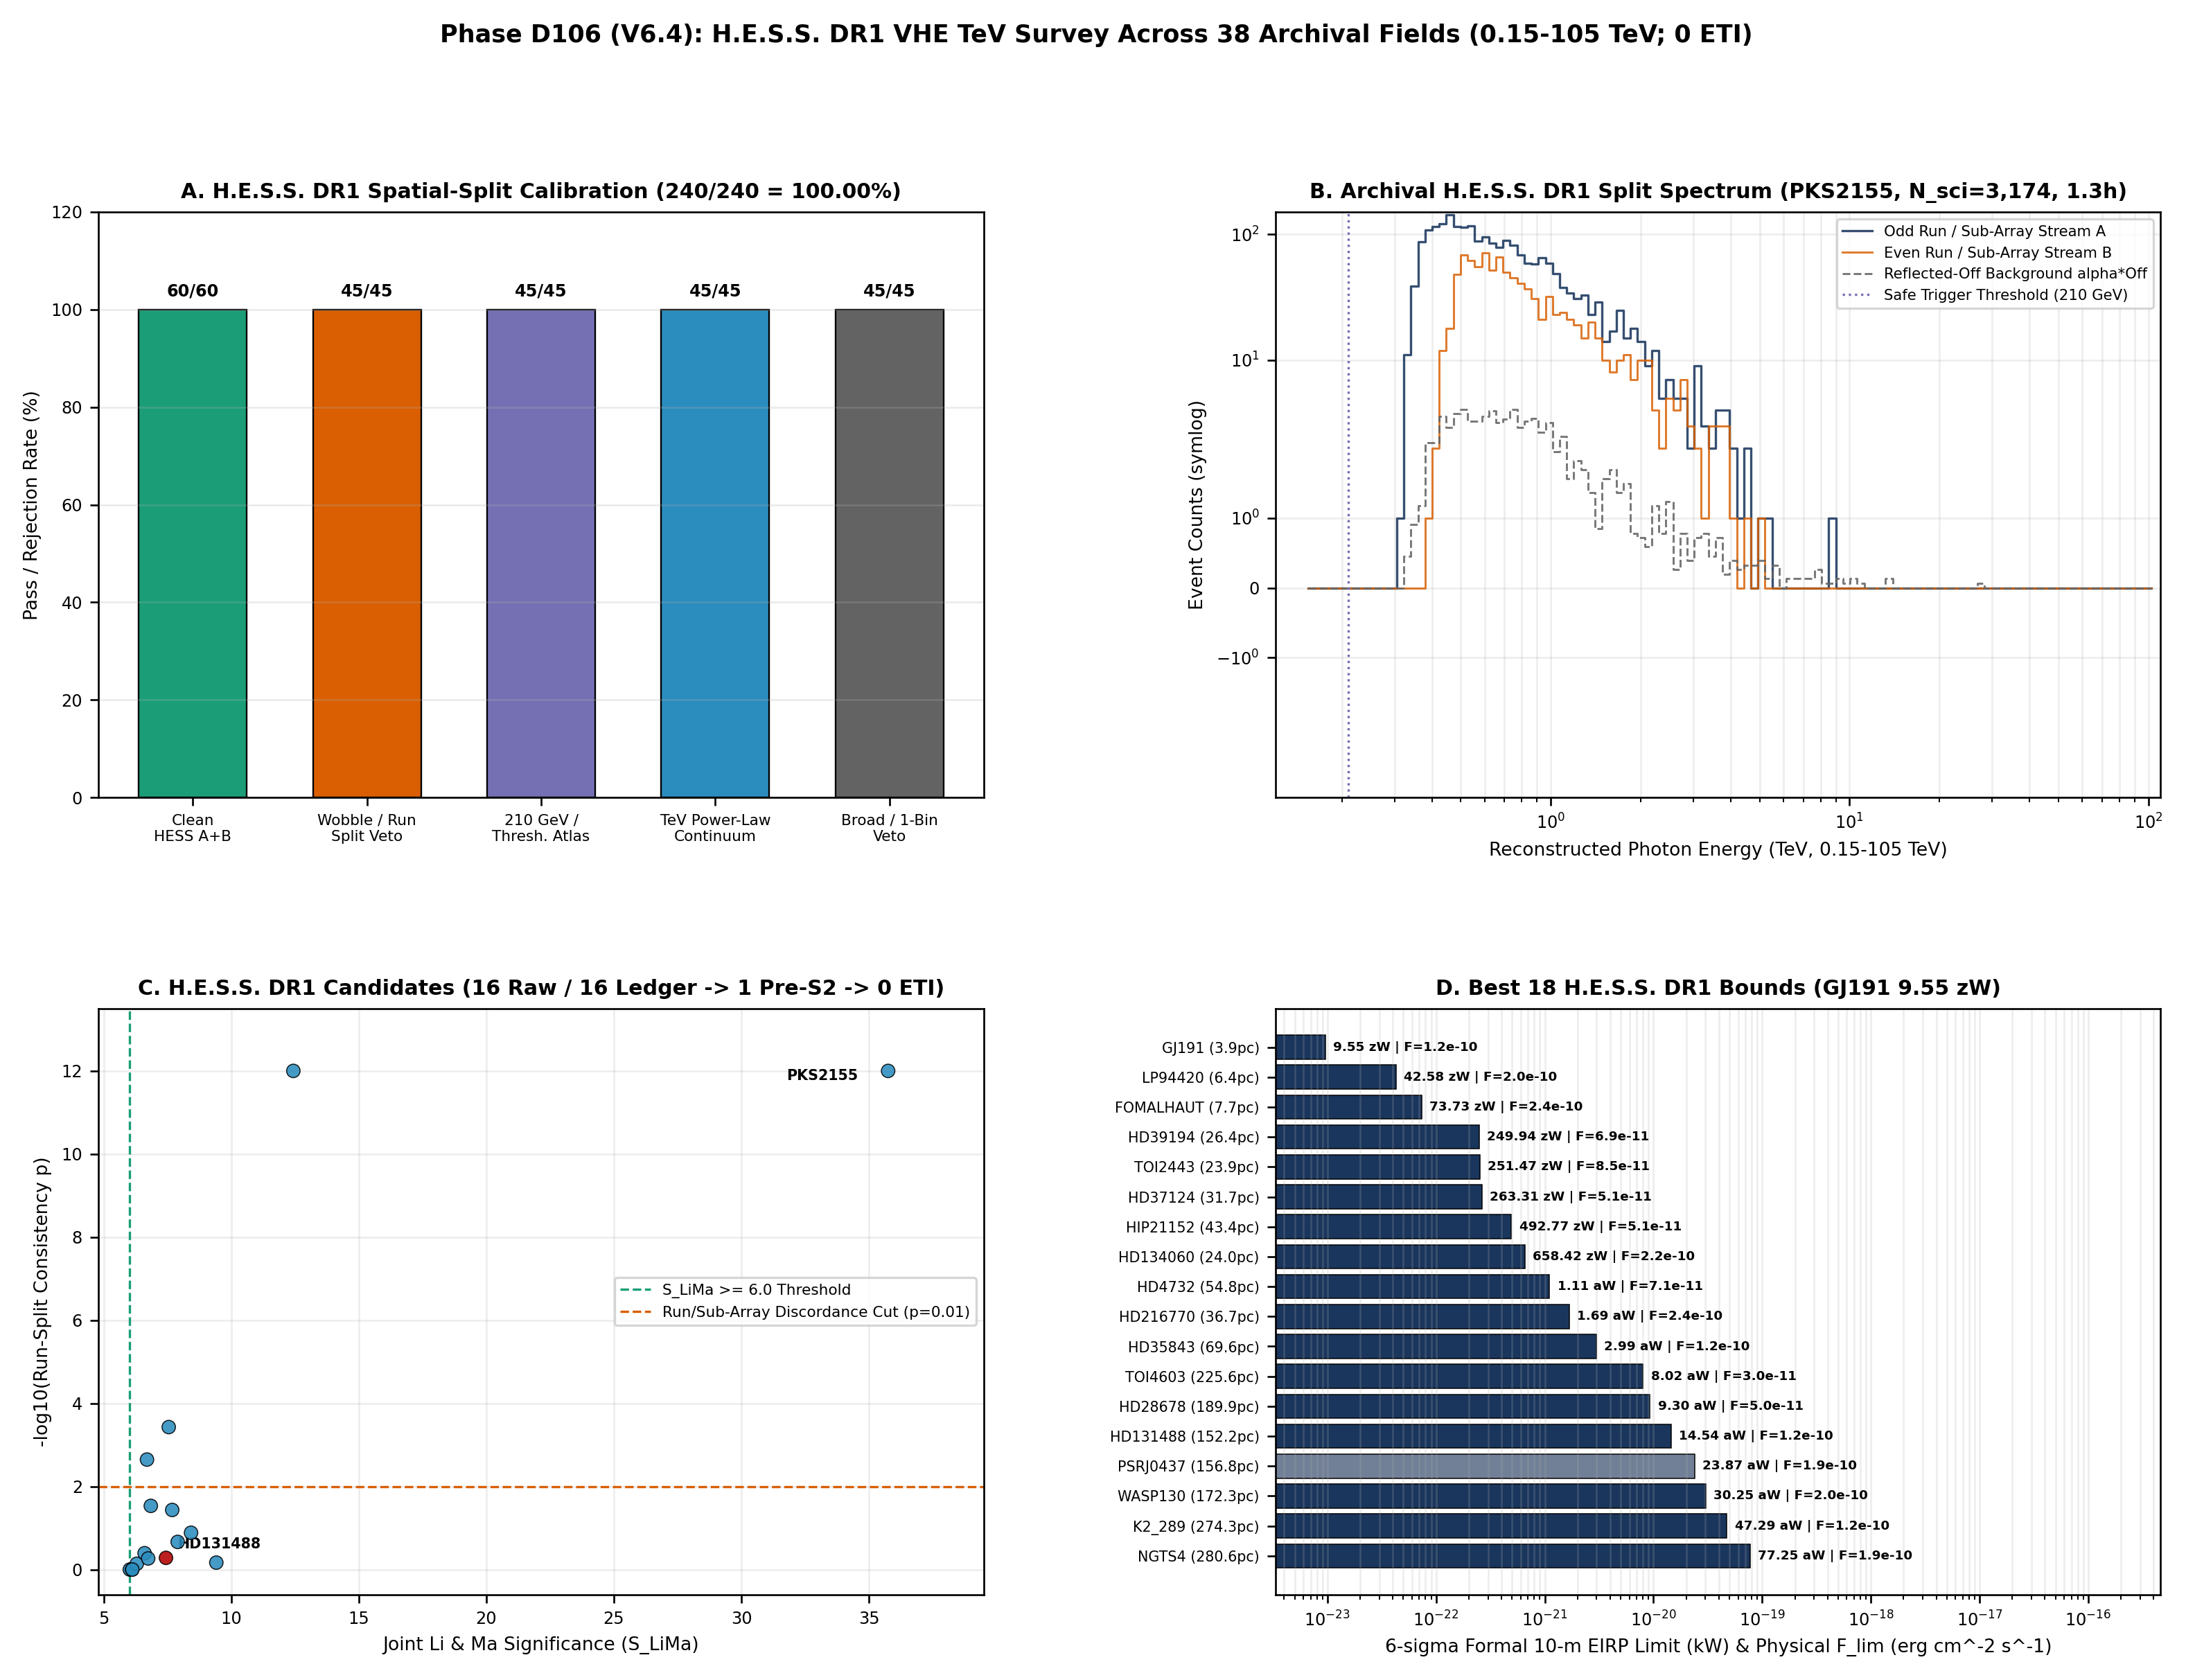 Phase D106 (V6.4): H.E.S.S. DR1 VHE TeV Survey Across 38 Archival Fields (0.15-105 TeV; 0 ETI)
A. H.E.S.S. DR1 Spatial-Split Calibration (240/240 = 100.00%)
120
100
80
60
40
20
0
Pass / Rejection Rate (%)
60/60
45/45
45/45
45/45
45/45
Clean
HESS A+B
Wobble / Run
Split Veto
210 GeV /
Thresh. Atlas
TeV Power-Law
Continuum
Broad / 1-Bin
Veto
B. Archival H.E.S.S. DR1 Split Spectrum (PKS2155, N_sci=3,174, 1.3h)
Odd Run / Sub-Array Stream A
Even Run / Sub-Array Stream B
Reflected-Off Background alpha*Off
Safe Trigger Threshold (210 GeV)
10²
10¹
10⁰
0
−10⁰
Event Counts (symlog)
10⁰
10¹
10²
Reconstructed Photon Energy (TeV, 0.15-105 TeV)
C. H.E.S.S. DR1 Candidates (16 Raw / 16 Ledger -> 1 Pre-S2 -> 0 ETI)
12
10
8
6
4
2
0
-log10(Run-Split Consistency p)
PKS2155
S_LiMa >= 6.0 Threshold
Run/Sub-Array Discordance Cut (p=0.01)
HD131488
5
10
15
20
25
30
35
Joint Li & Ma Significance (S_LiMa)
D. Best 18 H.E.S.S. DR1 Bounds (GJ191 9.55 zW)
GJ191 (3.9pc) 9.55 zW | F=1.2e-10
LP94420 (6.4pc) 42.58 zW | F=2.0e-10
FOMALHAUT (7.7pc) 73.73 zW | F=2.4e-10
HD39194 (26.4pc) 249.94 zW | F=6.9e-11
TOI2443 (23.9pc) 251.47 zW | F=8.5e-11
HD37124 (31.7pc) 263.31 zW | F=5.1e-11
HIP21152 (43.4pc) 492.77 zW | F=5.1e-11
HD134060 (24.0pc) 658.42 zW | F=2.2e-10
HD4732 (54.8pc) 1.11 aW | F=7.1e-11
HD216770 (36.7pc) 1.69 aW | F=2.4e-10
HD35843 (69.6pc) 2.99 aW | F=1.2e-10
TOI4603 (225.6pc) 8.02 aW | F=3.0e-11
HD28678 (189.9pc) 9.30 aW | F=5.0e-11
HD131488 (152.2pc) 14.54 aW | F=1.2e-10
PSRJ0437 (156.8pc) 23.87 aW | F=1.9e-10
WASP130 (172.3pc) 30.25 aW | F=2.0e-10
K2_289 (274.3pc) 47.29 aW | F=1.2e-10
NGTS4 (280.6pc) 77.25 aW | F=1.9e-10
10⁻²³
10⁻²²
10⁻²¹
10⁻²⁰
10⁻¹⁹
10⁻¹⁸
10⁻¹⁷
10⁻¹⁶
6-sigma Formal 10-m EIRP Limit (kW) & Physical F_lim (erg cm^-2 s^-1)